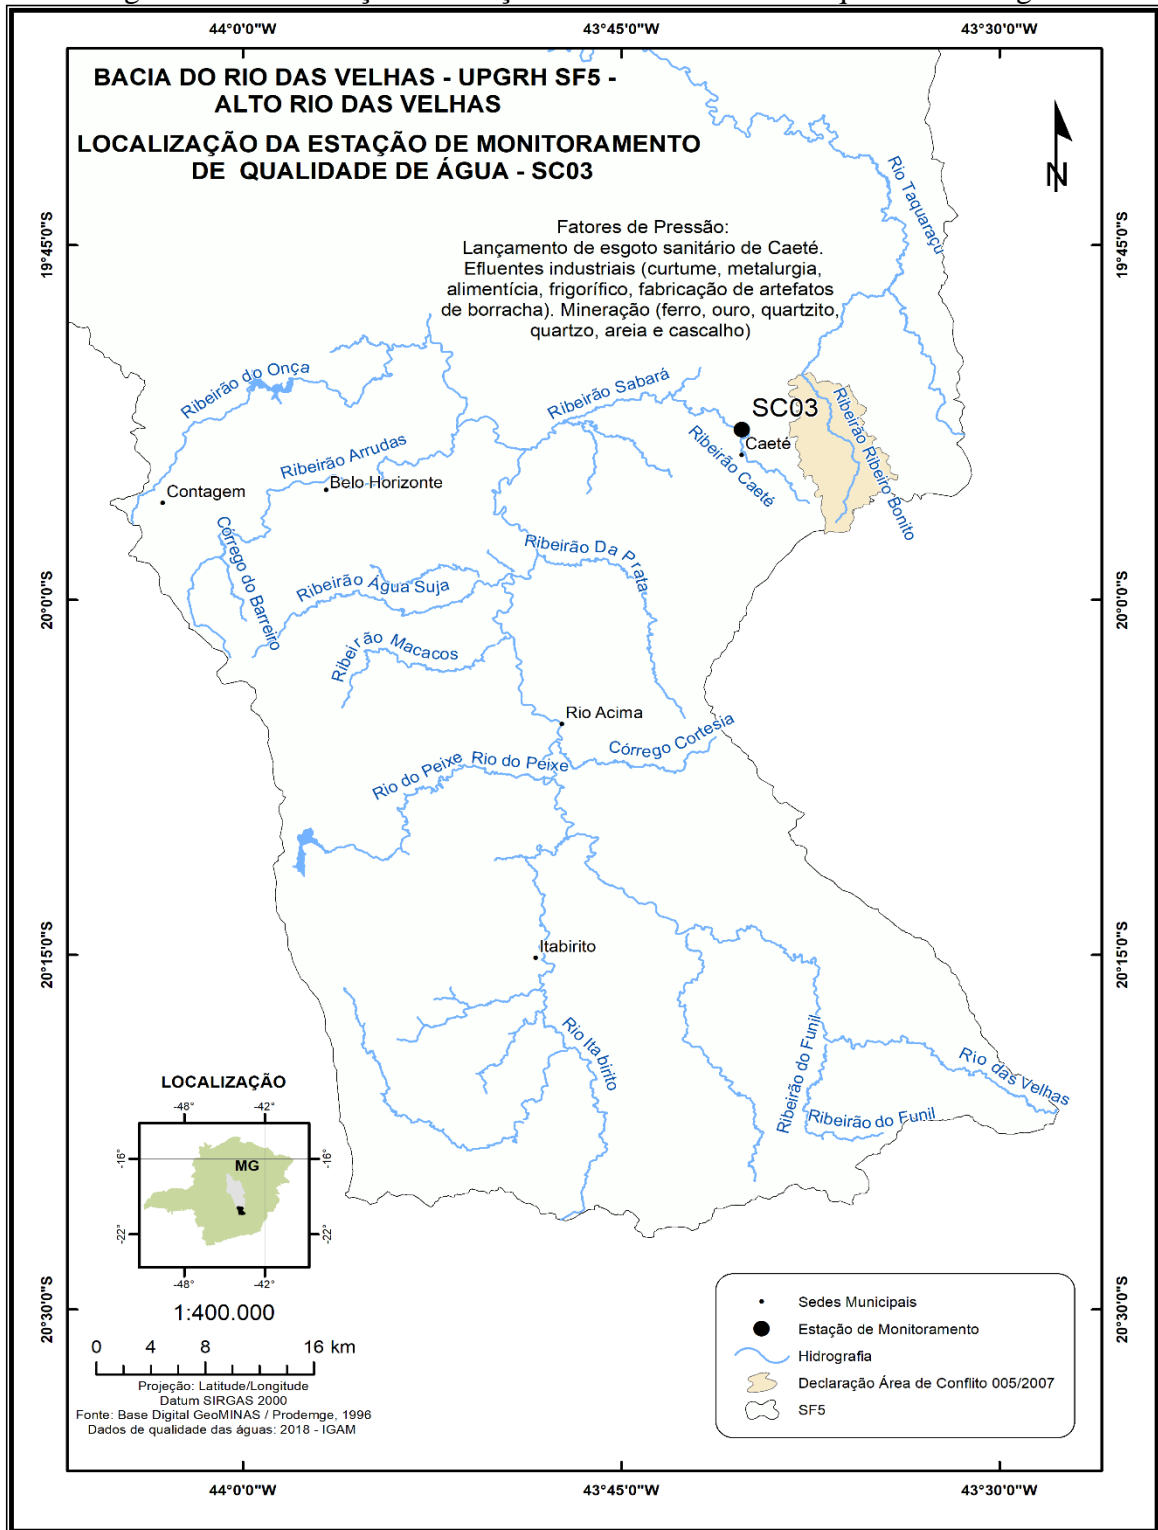 44°0'0"W 43°45'0"W 43°30'0"W
BACIA DO RIO DAS VELHAS - UPGRH SF5 -
ALTO RIO DAS VELHAS
LOCALIZAÇÃO DA ESTAÇÃO DE MONITORAMENTO
DE QUALIDADE DE ÁGUA - SC03
N
Rio Taquaraçu
Fatores de Pressão:
Lançamento de esgoto sanitário de Caeté.
Efluentes industriais (curtume, metalurgia,
alimentícia, frigorífico, fabricação de artefatos
de borracha). Mineração (ferro, ouro, quartzito,
quartzo, areia e cascalho)
19°45'0"S
19°45'0"S
Ribeirão do Onça
Ribeirão Sabará
SC03
Caeté
Ribeirão Caeté
Ribeirão Ribeiro Bonito
Ribeirão Arrudas
Belo Horizonte
Contagem
Córrego do Barreiro
Ribeirão Água Suja
Ribeirão Da Prata
20°0'0"S
20°0'0"S
Ribeirão Macacos
Rio Acima
Córrego Cortesia
Rio do Peixe
Rio do Peixe
Itabirito
20°15'0"S
20°15'0"S
Rio Itabirito
Ribeirão do Funil
Rio das Velhas
Ribeirão do Funil
LOCALIZAÇÃO
-48° -42°
-16°
-16°
MG
-22°
-22°
-48° -42°
1:400.000
0 4 8 16 km
Projeção: Latitude/Longitude
Datum SIRGAS 2000
Fonte: Base Digital GeoMINAS / Prodemge, 1996
Dados de qualidade das águas: 2018 - IGAM
20°30'0"S
20°30'0"S
Sedes Municipais
Estação de Monitoramento
Hidrografia
Declaração Área de Conflito 005/2007
SF5
44°0'0"W 43°45'0"W 43°30'0"W